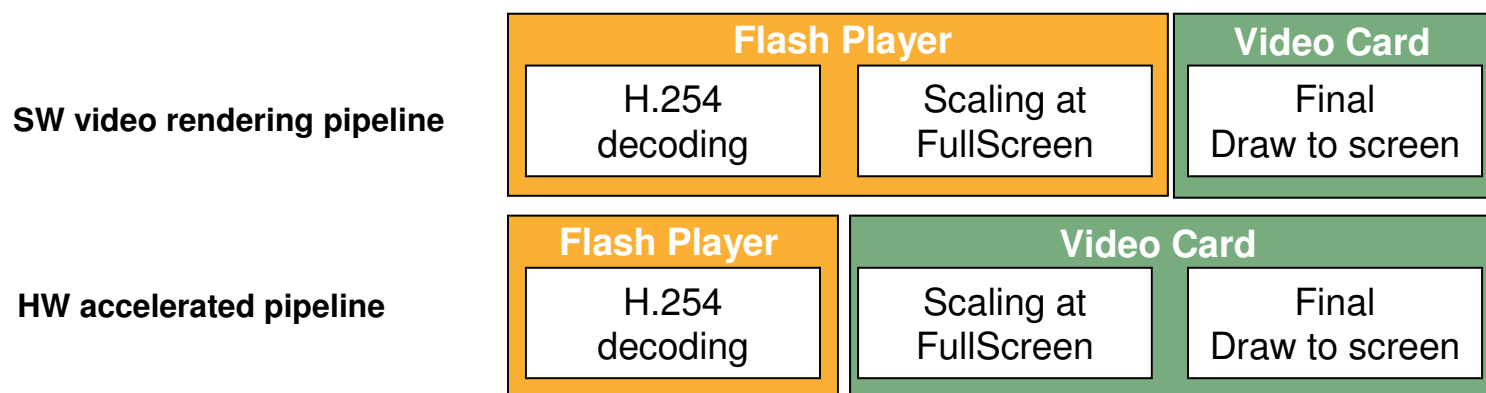 Flash Player
Video Card
SW video rendering pipeline
H.254
decoding
Scaling at
FullScreen
Final
Draw to screen
Flash Player
Video Card
HW accelerated pipeline
H.254
decoding
Scaling at
FullScreen
Final
Draw to screen